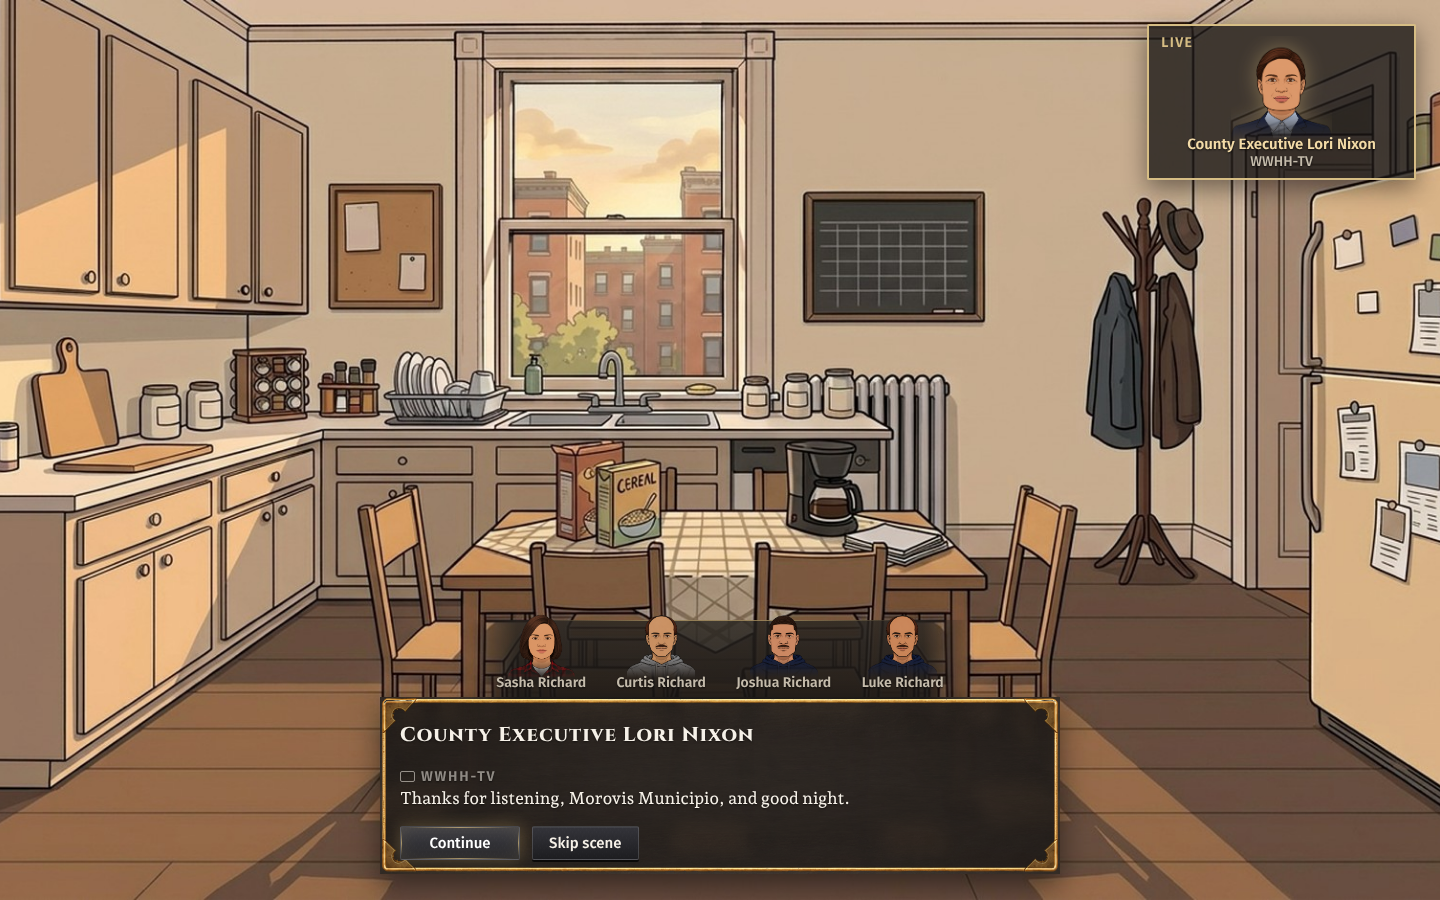 LIVE
County Executive Lori Nixon
WWHH-TV
CEREAL
Sasha Richard
Curtis Richard
Joshua Richard
Luke Richard
County Executive Lori Nixon
WWHH-TV
Thanks for listening, Morovis Municipio, and good night.
Continue
Skip scene